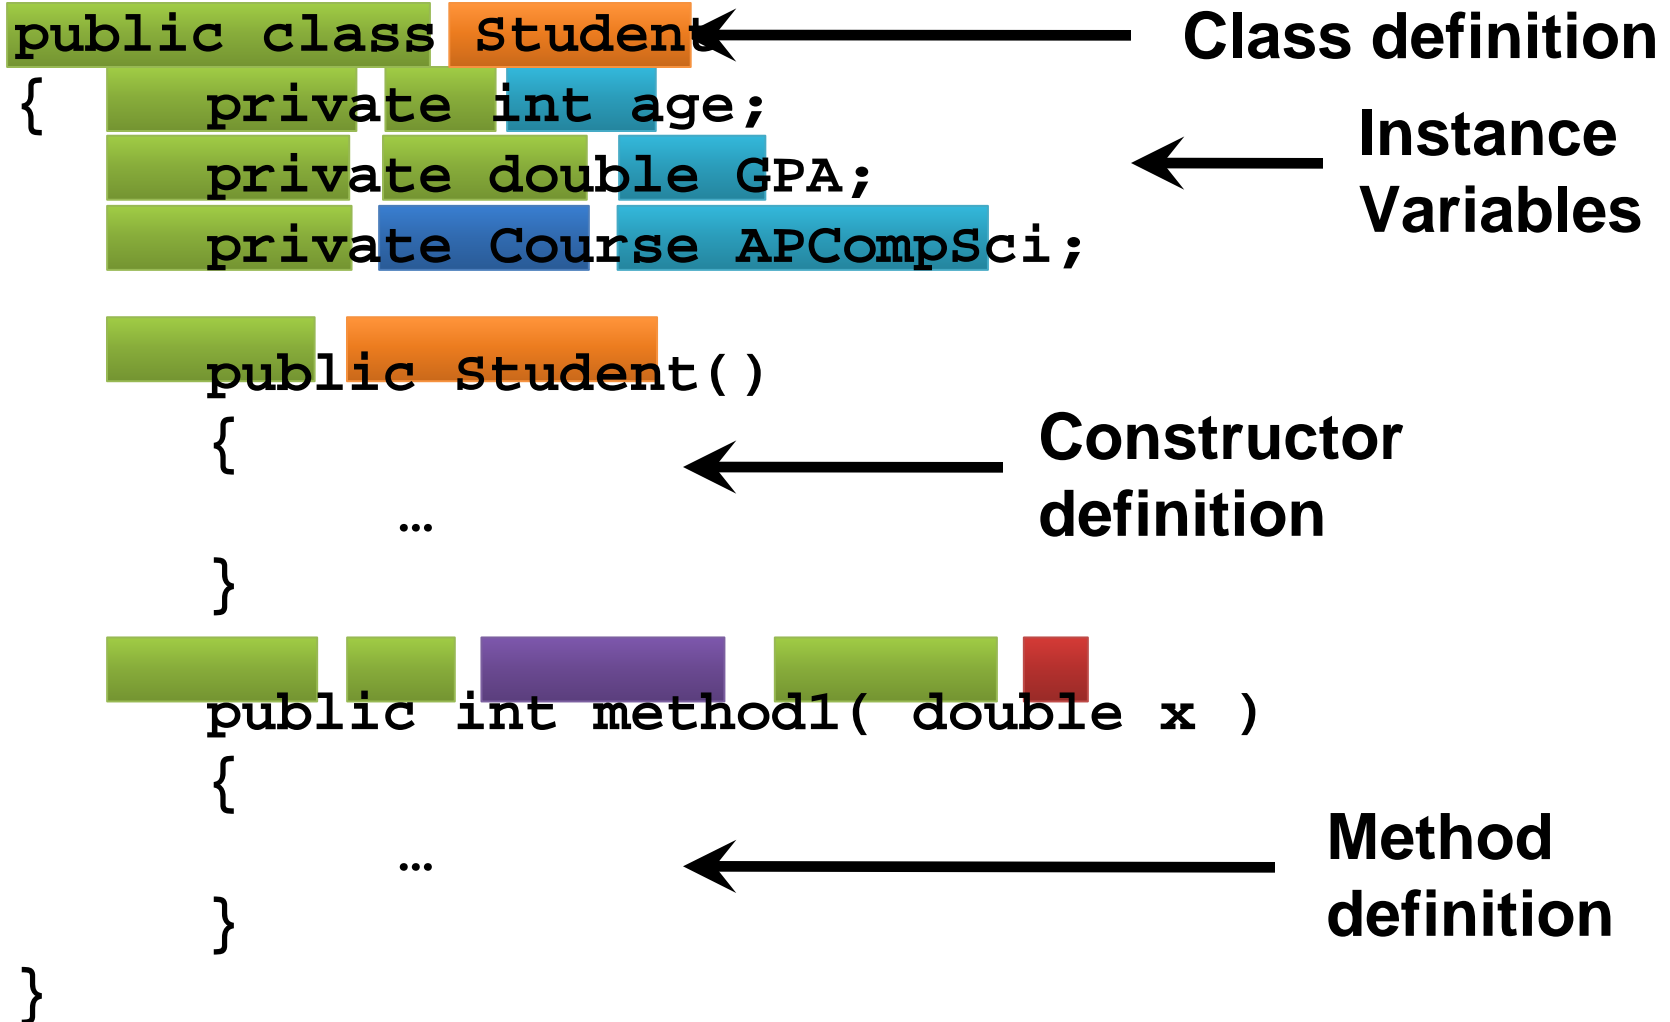 public class Student
Class definition
{ private int age;
private double GPA;
private Course APCompSci;
Instance
Variables
public Student()
{
…
}
Constructor
definition
public int method1( double x )
{
…
}
Method
definition
}